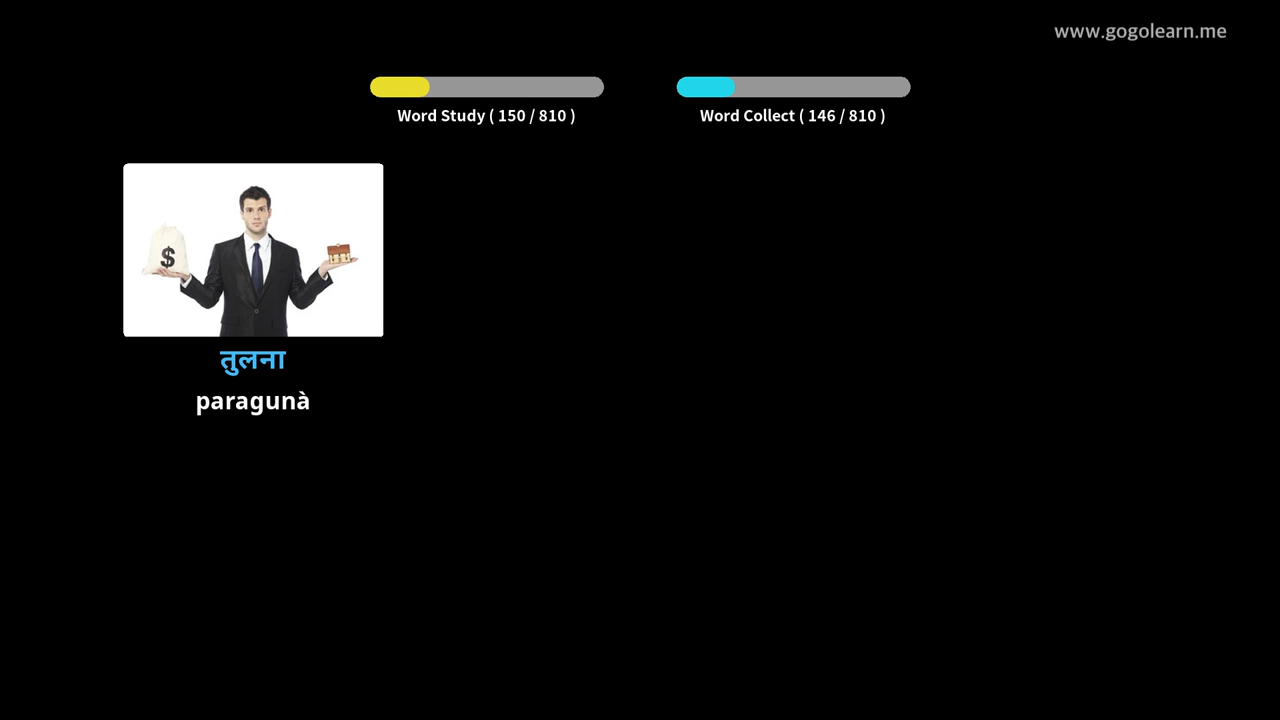 www.gogolearn.me
Word Study ( 150 / 810 )
Word Collect ( 146 / 810 )
$
तुलना
paragunà